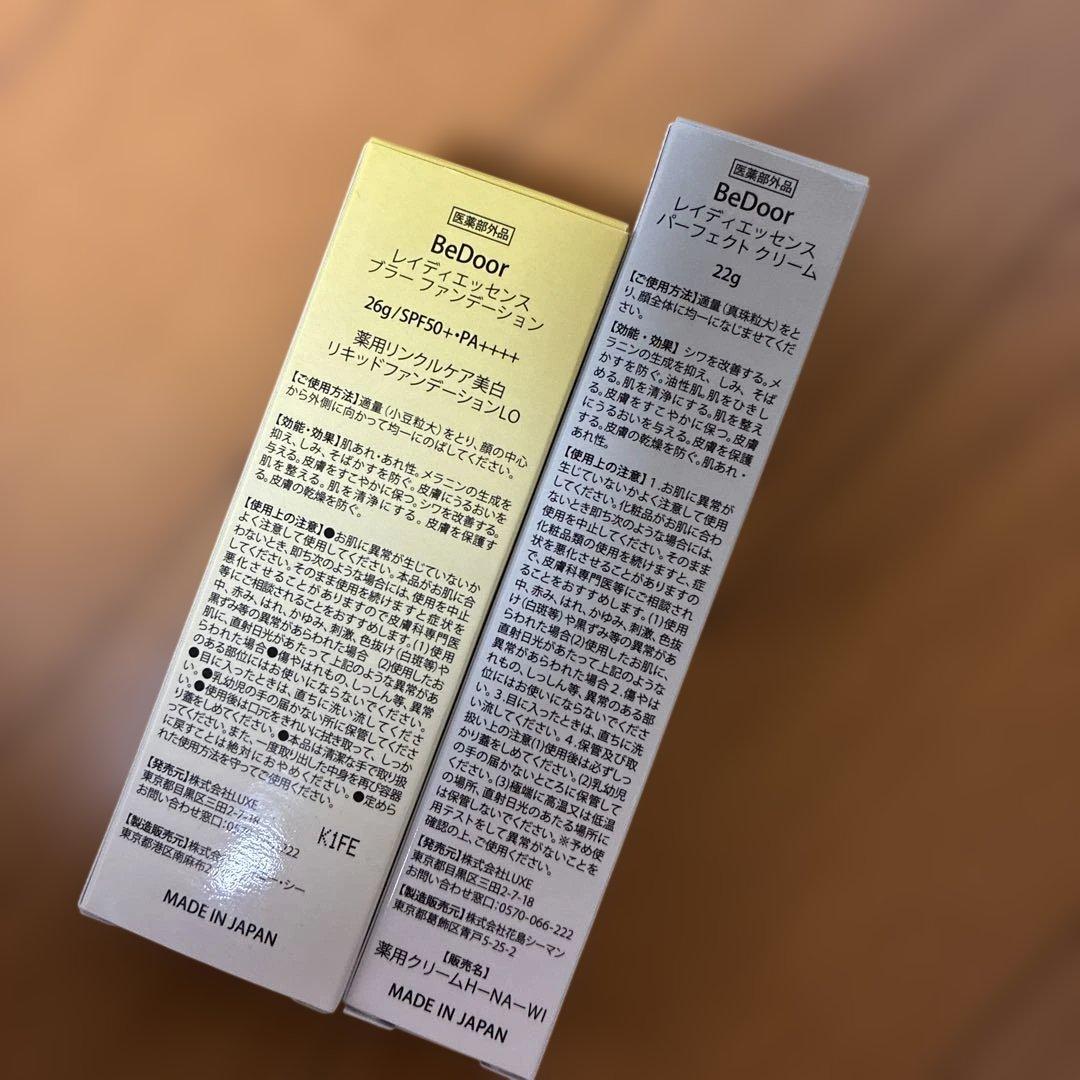 医薬部外品
BeDoor
レイディエッセンス
ブラー ファンデーション
26g/SPF50+・PA++++
薬用リンクルケア美白
リキッドファンデーションLO
【ご使用方法】適量(小豆粒大)をとり、顔の中心
から外側に向かって均一にのばしてください。
【効能・効果】肌あれ・あれ性。メラニンの生成を
抑え、しみ、そばかすを防ぐ。皮膚にうるおいを
与える。皮膚をすこやかに保つ。シワを改善する。
肌を整える。肌を清浄にする。皮膚を保護す
る。皮膚の乾燥を防ぐ。
【使用上の注意】●お肌に異常が生じていないか
よく注意して使用してください。本品がお肌に合
わないとき、即ち次のような場合には、使用を中止
してください。そのまま使用を続けますと症状を
悪化させることがありますので皮膚科専門医
等にご相談されることをおすすめします。(1)使用
中、赤み、はれ、かゆみ、刺激、色抜け(白斑等)や
黒ずみ等の異常があらわれた場合 (2)使用したお
肌に、直射日光があたって上記のような異常があ
らわれた場合●傷やはれもの、しっしん等、異常
のある部位にはお使いにならないでください。
●目に入ったときは、直ちに洗い流してくださ
い。●乳幼児の手の届かない所に保管してくださ
い。●使用後は口元をきれいに拭き取って、しっか
り蓋をしめてください。●本品は清潔な手で取り扱
ってください。また、一度取り出した中身を再び容器
に戻すことは絶対におやめください。●定めら
れた使用方法を守ってご使用ください。
【発売元】株式会社LUXE
東京都目黒区三田2-7-18
お問い合わせ窓口:0570- 222
【製造販売元】株式会 ー・シー
東京都港区南麻布2
K1FE
MADE IN JAPAN
医薬部外品
BeDoor
レイディエッセンス
パーフェクト クリーム
22g
【ご使用方法】適量(真珠粒大)をと
り、顔全体に均一になじませてくだ
さい。
【効能・効果】シワを改善する。メ
ラニンの生成を抑え、しみ、そば
かすを防ぐ。油性肌。肌をひきし
める。肌を清浄にする。肌を整え
る。皮膚をすこやかに保つ。皮膚
にうるおいを与える。皮膚を保護
する。皮膚の乾燥を防ぐ。肌あれ・
あれ性。
【使用上の注意】1.お肌に異常が
生じていないかよく注意して使用
してください。化粧品がお肌に合わ
ないとき即ち次のような場合には、
使用を中止してください。そのまま
化粧品類の使用を続けますと、症
状を悪化させることがありますの
で、皮膚科専門医等にご相談され
ることをおすすめします。(1)使用
中、赤み、はれ、かゆみ、刺激、色抜
け(白斑等)や黒ずみ等の異常があ
らわれた場合(2)使用したお肌に、
直射日光があたって上記のような
異常があらわれた場合2.傷やは
れもの、しっしん等、異常のある部
位にはお使いにならないでくださ
い。3.目に入ったときは、直ちに洗
い流してください。4.保管及び取
扱い上の注意(1)使用後は必ずしっ
かり蓋をしめてください。(2)乳幼児
の手の届かないところに保管して
ください。(3)極端に高温又は低温
の場所、直射日光のあたる場所に
は保管しないでください。※予め使
用テストをして異常がないことを
確認の上、ご使用ください。
【発売元】株式会社LUXE
東京都目黒区三田2-7-18
お問い合わせ窓口:0570-066-222
【製造販売元】株式会社花島シーマン
東京都葛飾区青戸5-25-2
【販売名】
薬用クリームH−NA−WI
MADE IN JAPAN